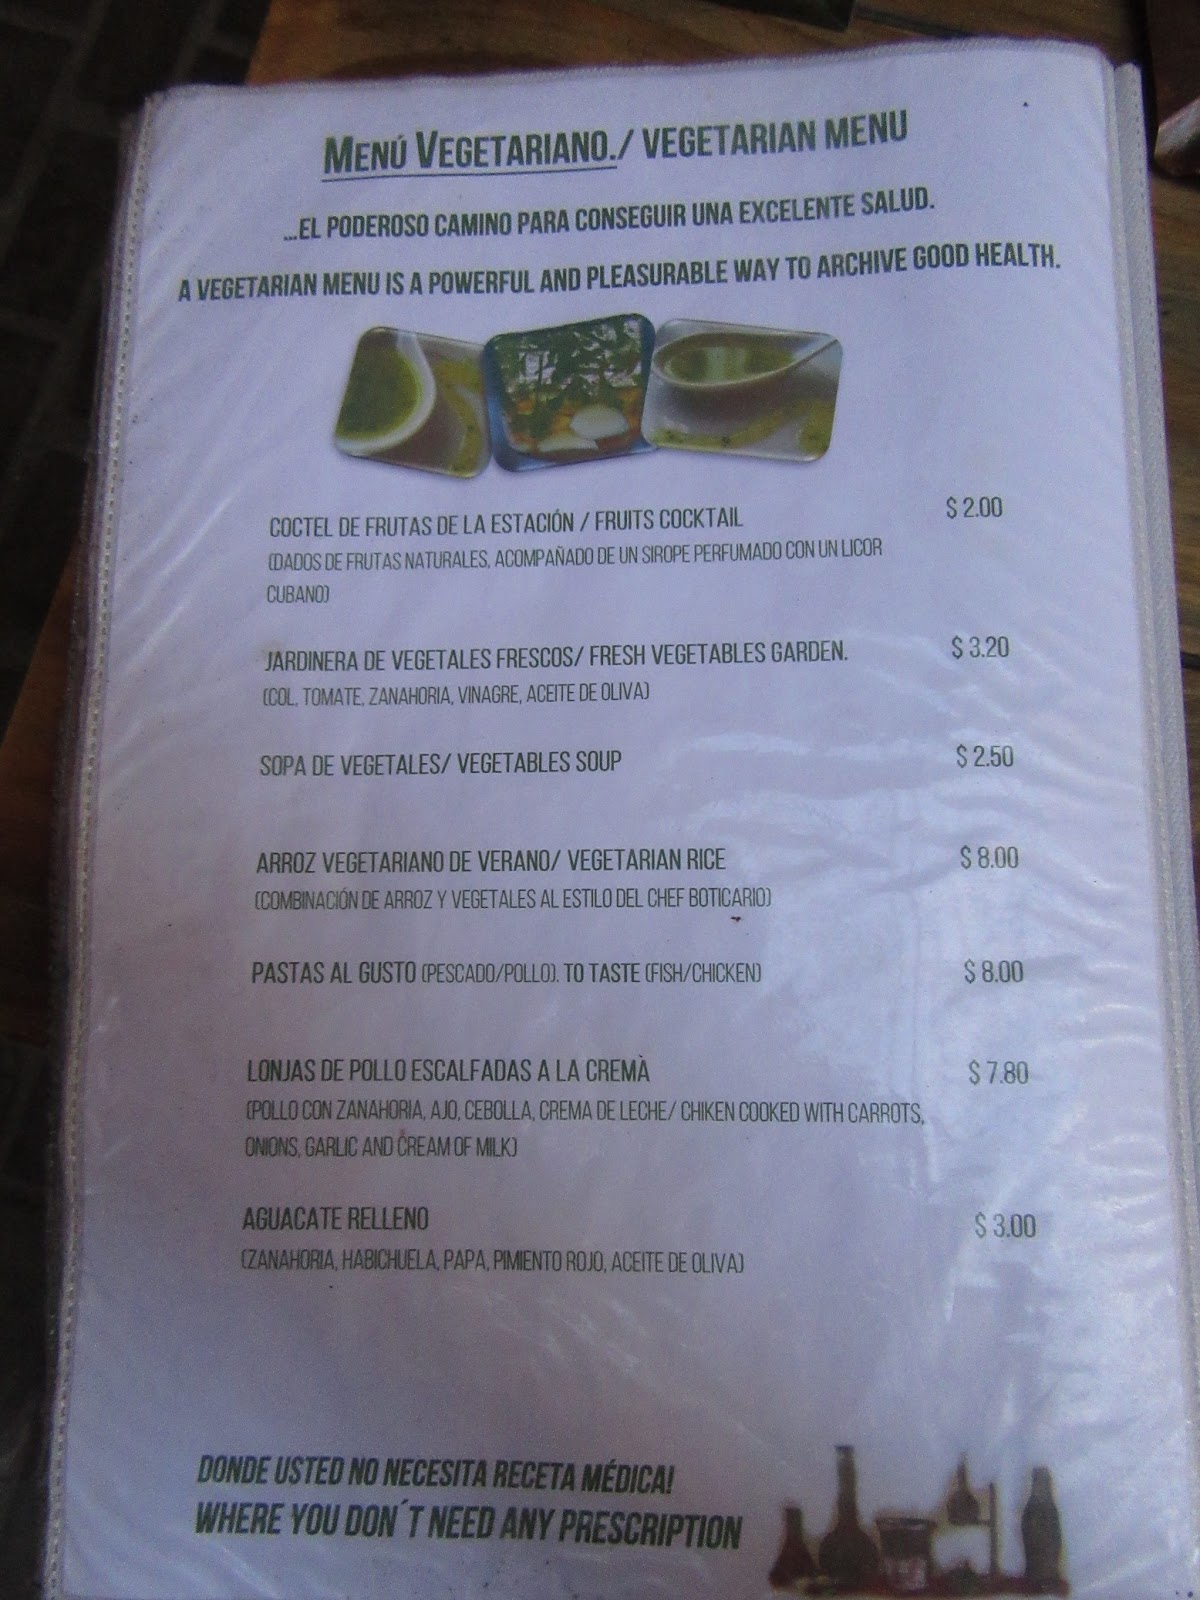 MENÚ VEGETARIANO./ VEGETARIAN MENU
...EL PODEROSO CAMINO PARA CONSEGUIR UNA EXCELENTE SALUD.
A VEGETARIAN MENU IS A POWERFUL AND PLEASURABLE WAY TO ARCHIVE GOOD HEALTH.
COCTEL DE FRUTAS DE LA ESTACIÓN / FRUITS COCKTAIL $ 2.00
(DADOS DE FRUTAS NATURALES, ACOMPAÑADO DE UN SIROPE PERFUMADO CON UN LICOR
CUBANO)
JARDINERA DE VEGETALES FRESCOS/ FRESH VEGETABLES GARDEN. $ 3.20
(COL, TOMATE, ZANAHORIA, VINAGRE, ACEITE DE OLIVA)
SOPA DE VEGETALES/ VEGETABLES SOUP $ 2.50
ARROZ VEGETARIANO DE VERANO/ VEGETARIAN RICE $ 8.00
(COMBINACIÓN DE ARROZ Y VEGETALES AL ESTILO DEL CHEF BOTICARIO)
PASTAS AL GUSTO (PESCADO/POLLO). TO TASTE (FISH/CHICKEN) $ 8.00
LONJAS DE POLLO ESCALFADAS A LA CREMÀ $ 7.80
(POLLO CON ZANAHORIA, AJO, CEBOLLA, CREMA DE LECHE/ CHIKEN COOKED WITH CARROTS,
ONIONS, GARLIC AND CREAM OF MILK)
AGUACATE RELLENO $ 3.00
(ZANAHORIA, HABICHUELA, PAPA, PIMIENTO ROJO, ACEITE DE OLIVA)
DONDE USTED NO NECESITA RECETA MÉDICA!
WHERE YOU DON´T NEED ANY PRESCRIPTION